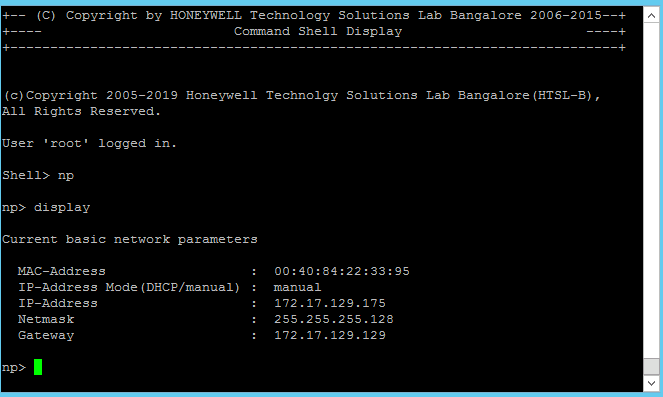 +-- (C) Copyright by HONEYWELL Technology Solutions Lab Bangalore 2006-2015--+
+----                        Command Shell Display                       ----+
+----------------------------------------------------------------------------+
(c)Copyright 2005-2019 Honeywell Technolgy Solutions Lab Bangalore(HTSL-B),
All Rights Reserved.
User 'root' logged in.
Shell> np
np> display
Current basic network parameters
MAC-Address                  :  00:40:84:22:33:95
IP-Address Mode(DHCP/manual) :  manual
IP-Address                   :  172.17.129.175
Netmask                      :  255.255.255.128
Gateway                      :  172.17.129.129
np>